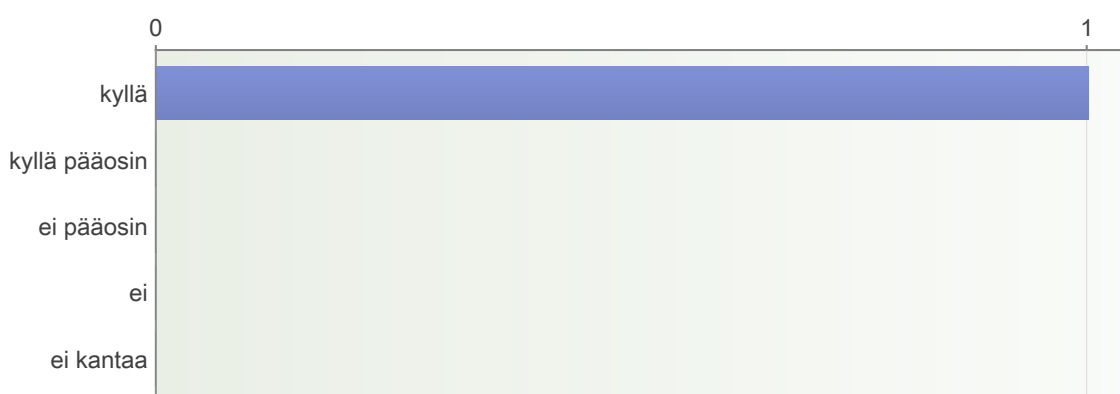 0 1
kyllä
kyllä pääosin
ei pääosin
ei
ei kantaa